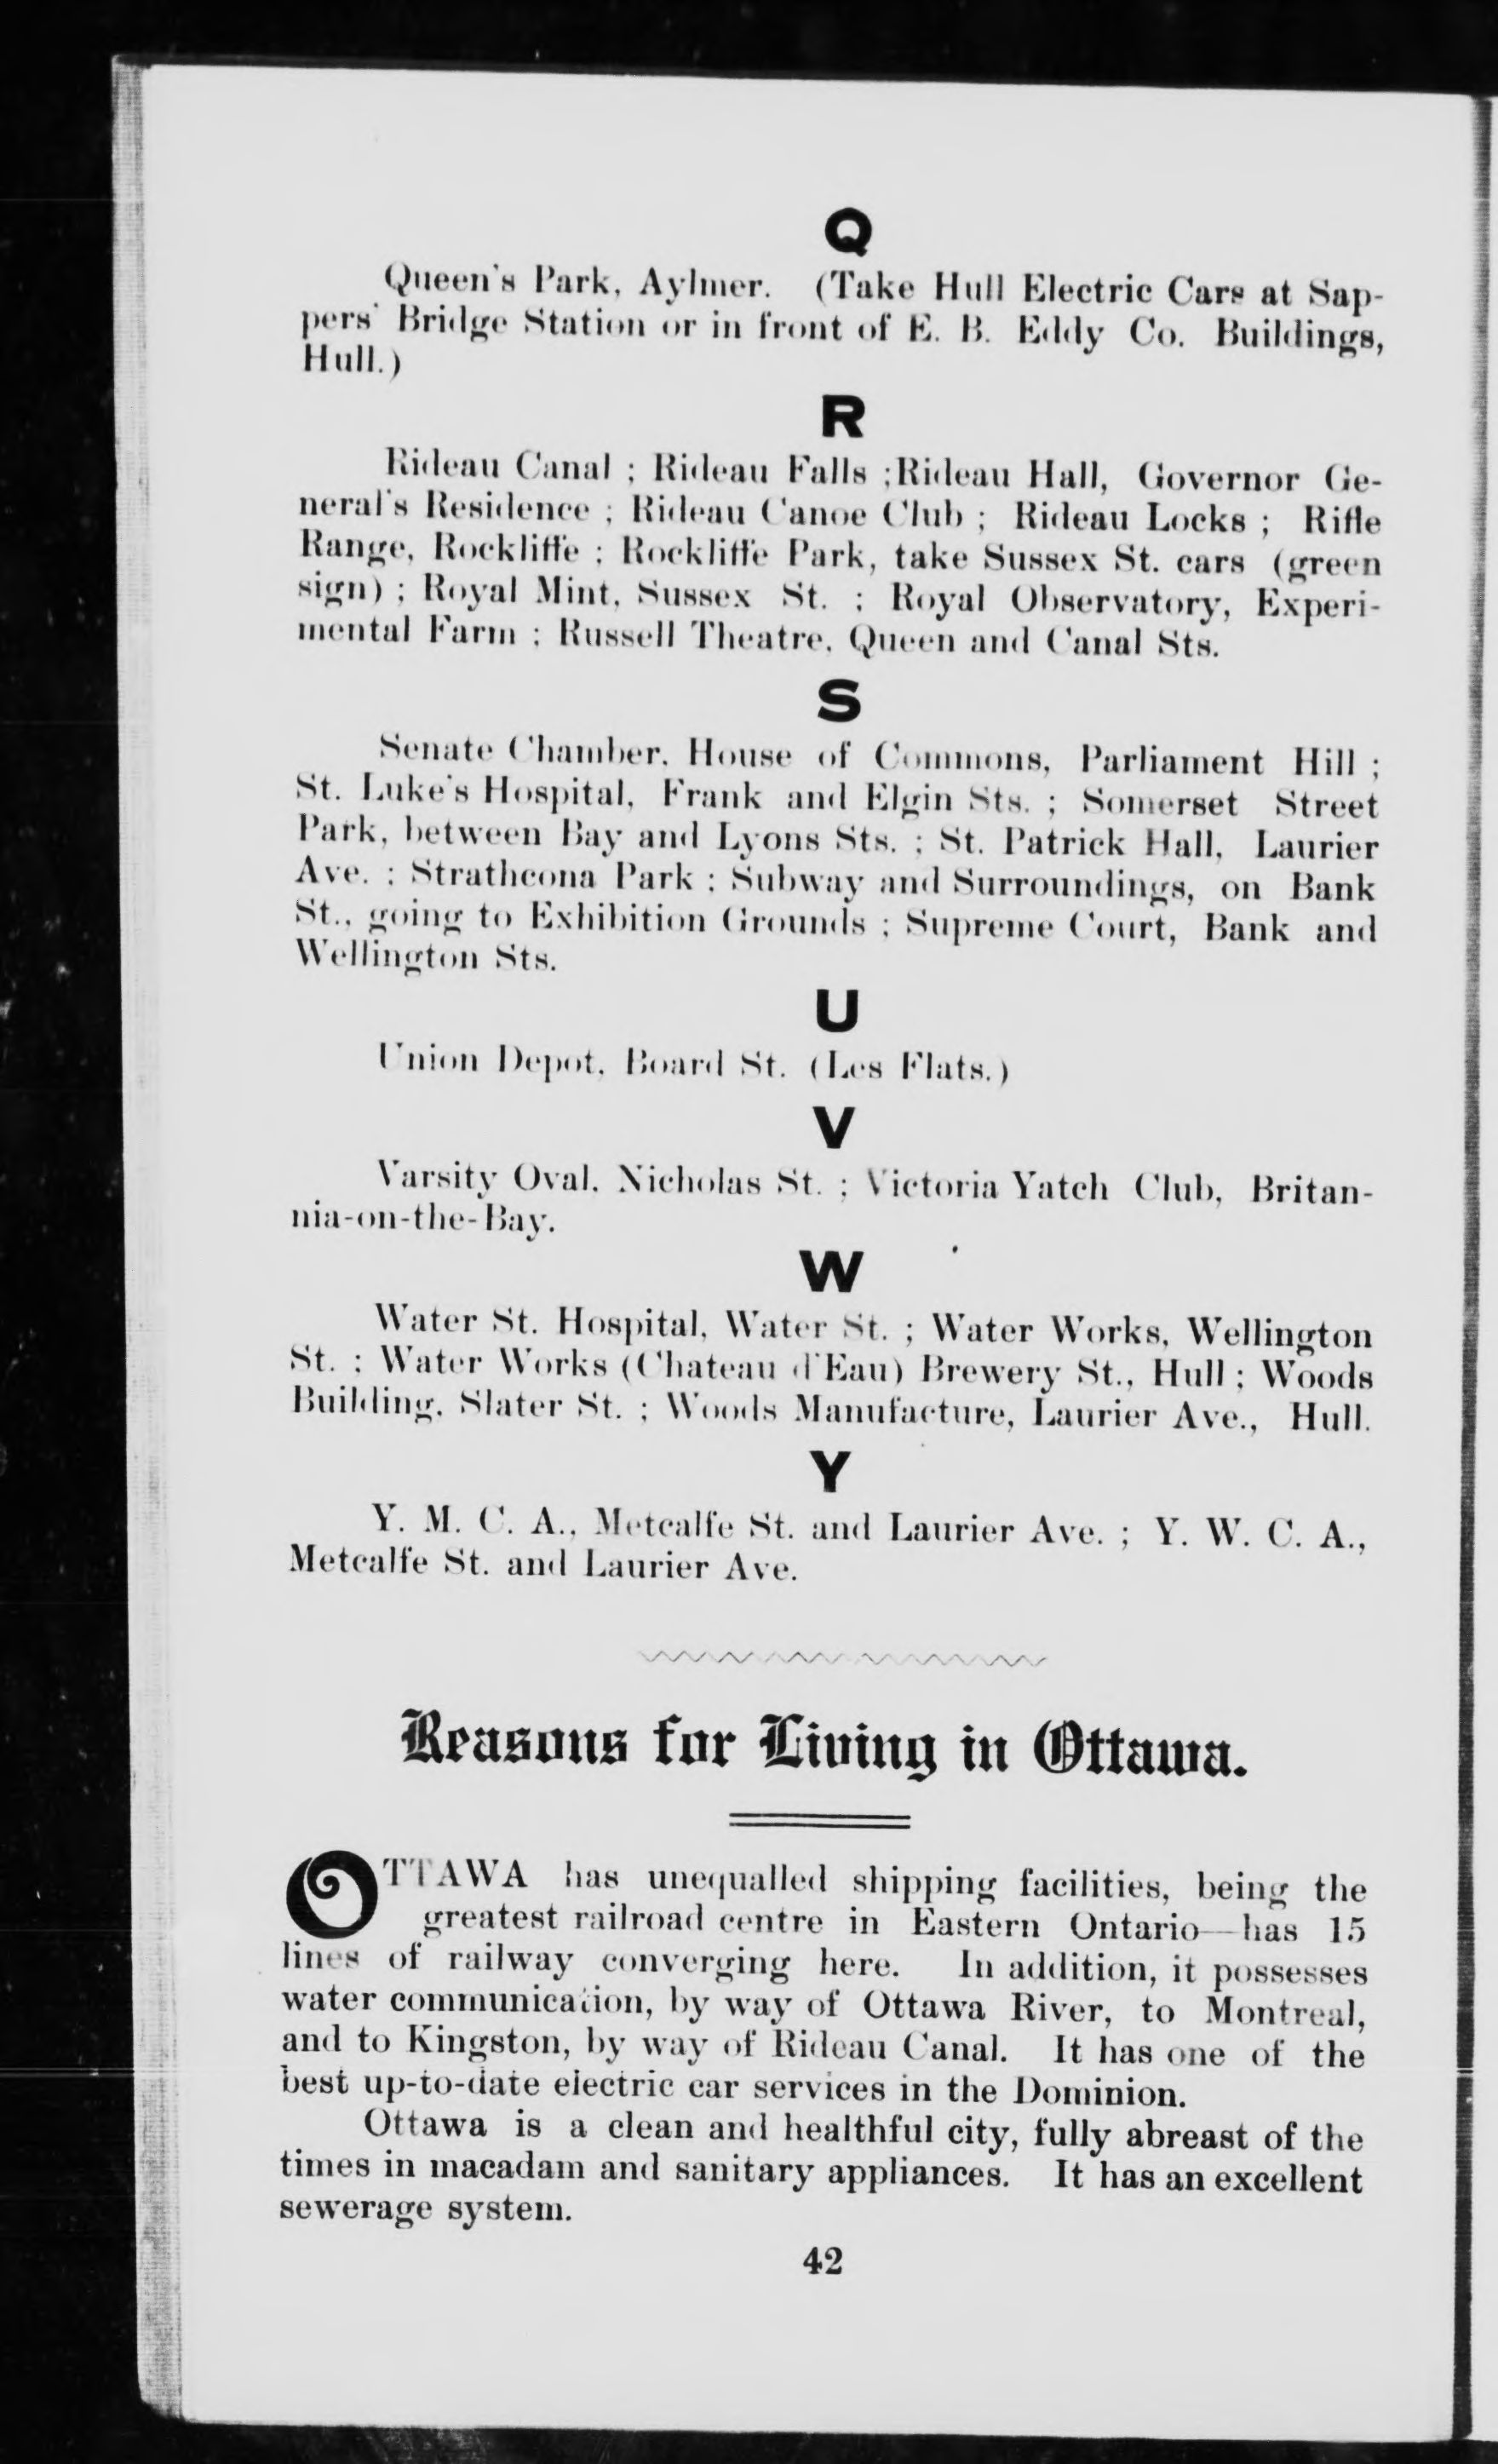 Q
Queen's Park, Aylmer. (Take Hull Electric Cars at Sap-
pers' Bridge Station or in front of E. B. Eddy Co. Buildings,
Hull.)
R
Rideau Canal ; Rideau Falls ;Rideau Hall, Governor Ge-
neral's Residence ; Rideau Canoe Club ; Rideau Locks ; Rifle
Range, Rockliffe ; Rockliffe Park, take Sussex St. cars (green
sign) ; Royal Mint, Sussex St. ; Royal Observatory, Experi-
mental Farm ; Russell Theatre, Queen and Canal Sts.
S
Senate Chamber, House of Commons, Parliament Hill ;
St. Luke's Hospital, Frank and Elgin Sts. ; Somerset Street
Park, between Bay and Lyons Sts. ; St. Patrick Hall, Laurier
Ave. ; Strathcona Park ; Subway and Surroundings, on Bank
St., going to Exhibition Grounds ; Supreme Court, Bank and
Wellington Sts.
U
Union Depot, Board St. (Les Flats.)
V
Varsity Oval, Nicholas St. ; Victoria Yatch Club, Britan-
nia-on-the-Bay.
W
Water St. Hospital, Water St. ; Water Works, Wellington
St. ; Water Works (Chateau d'Eau) Brewery St., Hull ; Woods
Building, Slater St. ; Woods Manufacture, Laurier Ave., Hull.
Y
Y. M. C. A., Metcalfe St. and Laurier Ave. ; Y. W. C. A.,
Metcalfe St. and Laurier Ave.
Reasons for Living in Ottawa.
OTTAWA has unequalled shipping facilities, being the
greatest railroad centre in Eastern Ontario—has 15
lines of railway converging here. In addition, it possesses
water communication, by way of Ottawa River, to Montreal,
and to Kingston, by way of Rideau Canal. It has one of the
best up-to-date electric car services in the Dominion.
Ottawa is a clean and healthful city, fully abreast of the
times in macadam and sanitary appliances. It has an excellent
sewerage system.
42